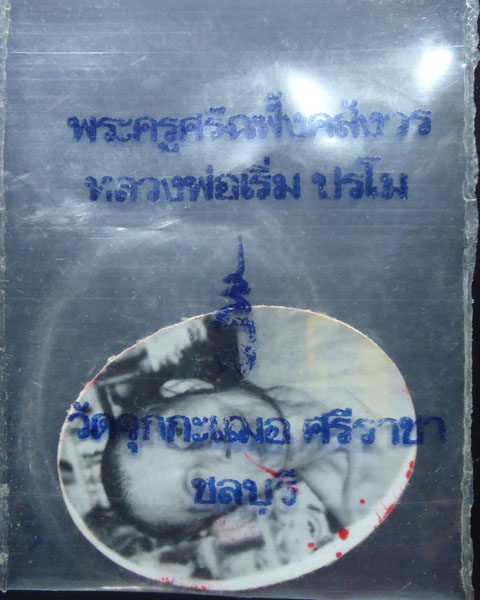 พระครูศรีฉฬังคสังวร
หลวงพ่อเริ่ม ปรโม
วัดจุกกะเฌอ ศรีราชา
ชลบุรี